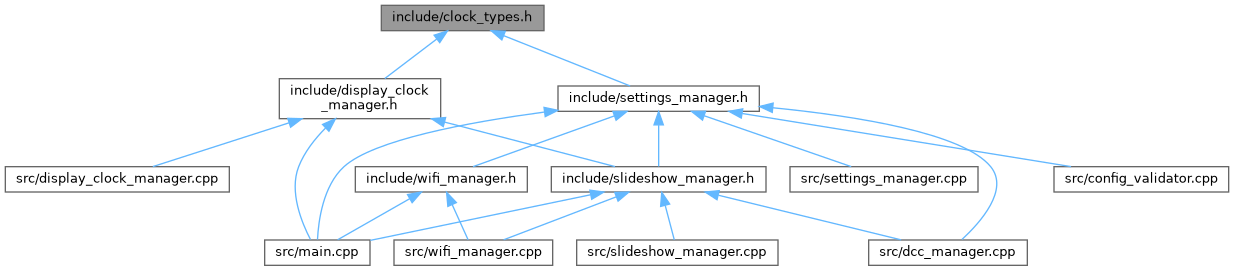 include/clock_types.h
include/display_clock
_manager.h
include/settings_manager.h
src/display_clock_manager.cpp
include/wifi_manager.h
include/slideshow_manager.h
src/settings_manager.cpp
src/config_validator.cpp
src/main.cpp
src/wifi_manager.cpp
src/slideshow_manager.cpp
src/dcc_manager.cpp